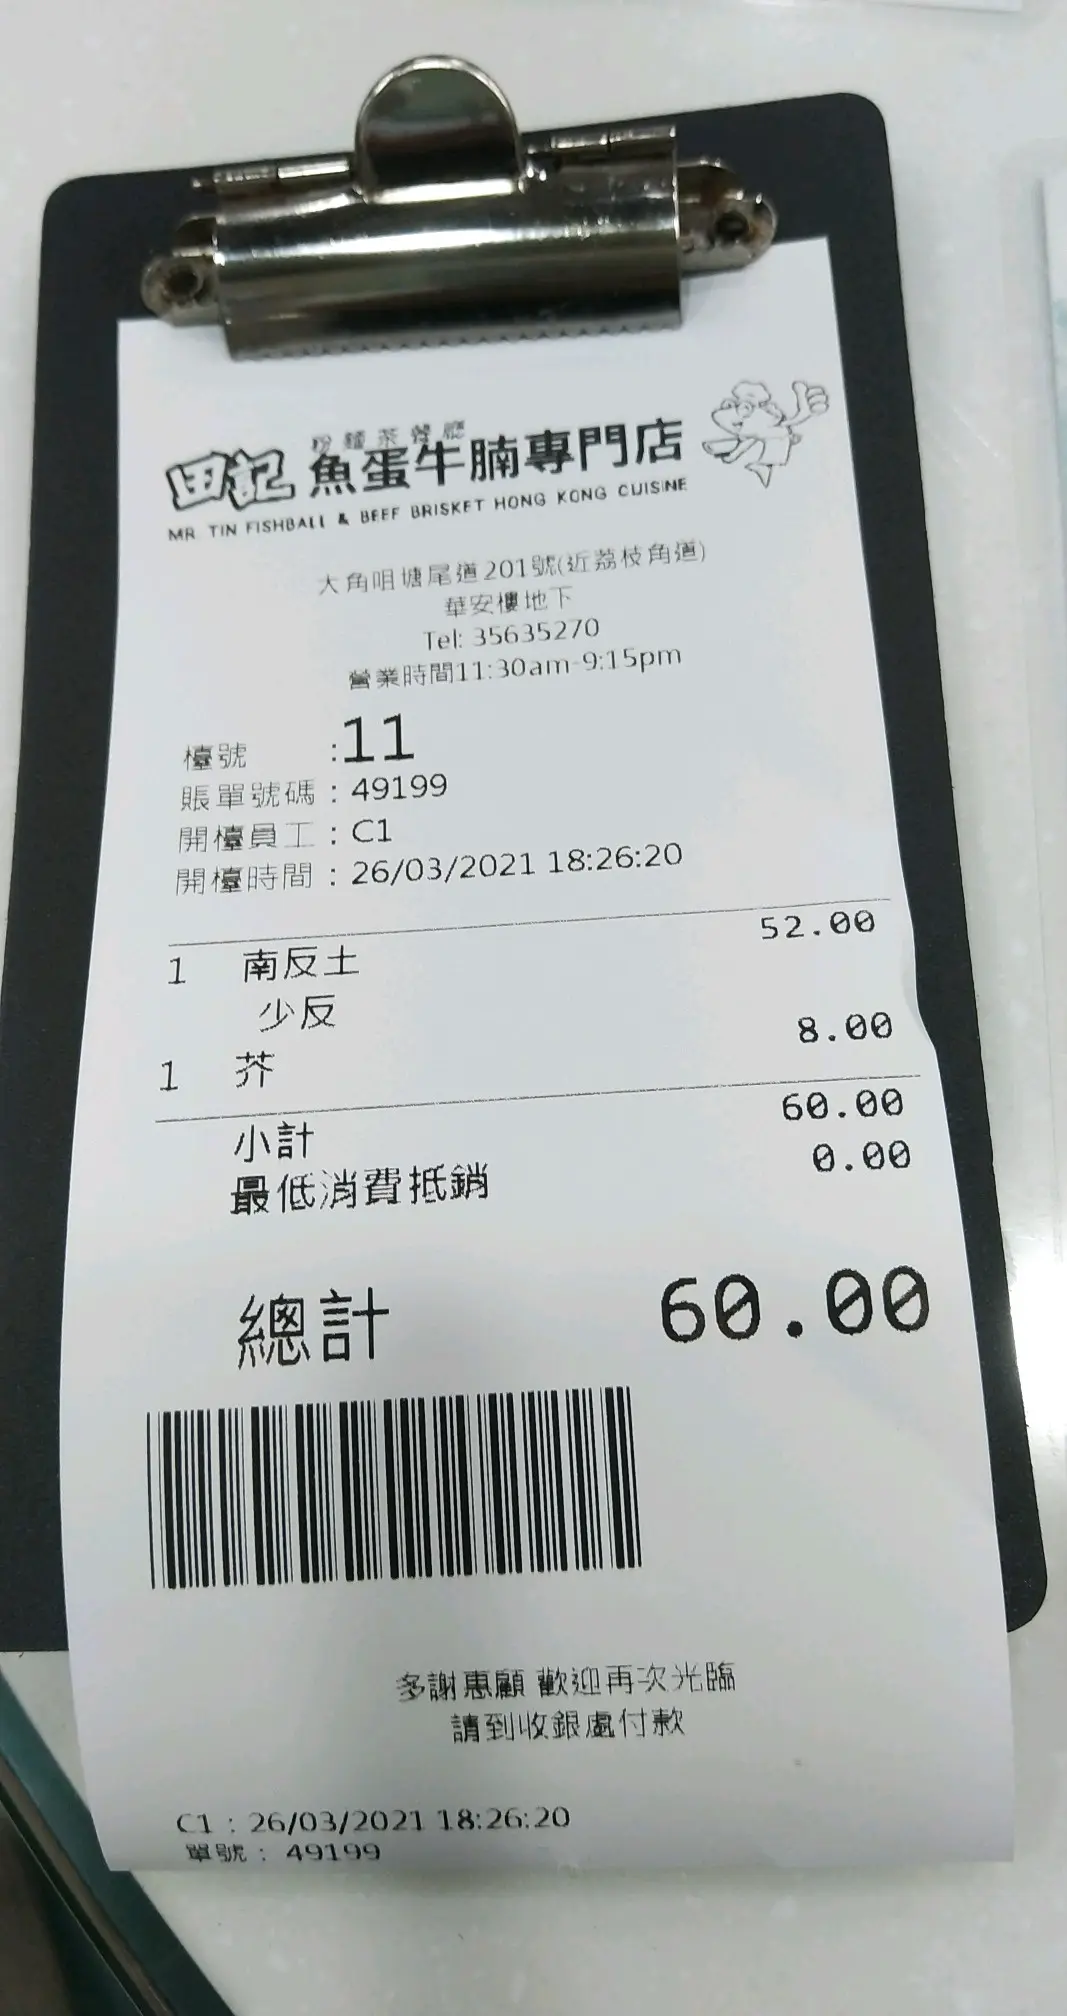 粉麵茶餐廳
田記 魚蛋牛腩專門店
MR. TIN FISHBALL & BEEF BRISKET HONG KONG CUISINE
大角咀塘尾道201號(近荔枝角道)
華安樓地下
Tel: 35635270
營業時間11:30am-9:15pm
檯號 :11
賬單號碼 : 49199
開檯員工 : C1
開檯時間 : 26/03/2021 18:26:20
1 南反土 52.00
少反
1 芥 8.00
小計 60.00
最低消費抵銷 0.00
總計 60.00
多謝惠顧 歡迎再次光臨
請到收銀處付款
C1 : 26/03/2021 18:26:20
單號 : 49199